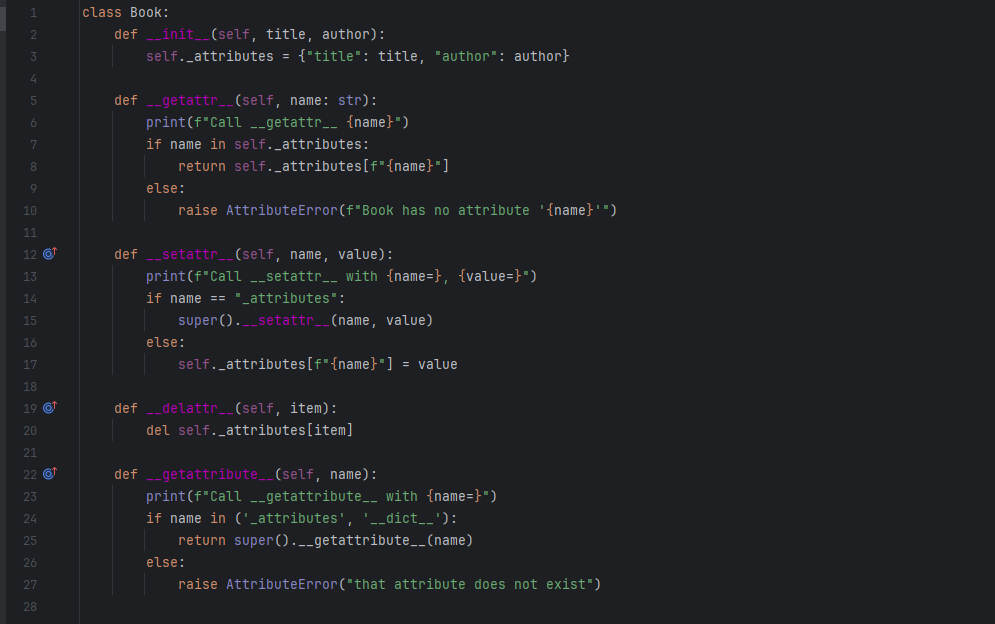 1 class Book:
2     def __init__(self, title, author):
3         self._attributes = {"title": title, "author": author}
4
5     def __getattr__(self, name: str):
6         print(f"Call __getattr__ {name}")
7         if name in self._attributes:
8             return self._attributes[f"{name}"]
9         else:
10             raise AttributeError(f"Book has no attribute '{name}'")
11
12     def __setattr__(self, name, value):
13         print(f"Call __setattr__ with {name=}, {value=}")
14         if name == "_attributes":
15             super().__setattr__(name, value)
16         else:
17             self._attributes[f"{name}"] = value
18
19     def __delattr__(self, item):
20         del self._attributes[item]
21
22     def __getattribute__(self, name):
23         print(f"Call __getattribute__ with {name=}")
24         if name in ('_attributes', '__dict__'):
25             return super().__getattribute__(name)
26         else:
27             raise AttributeError("that attribute does not exist")
28